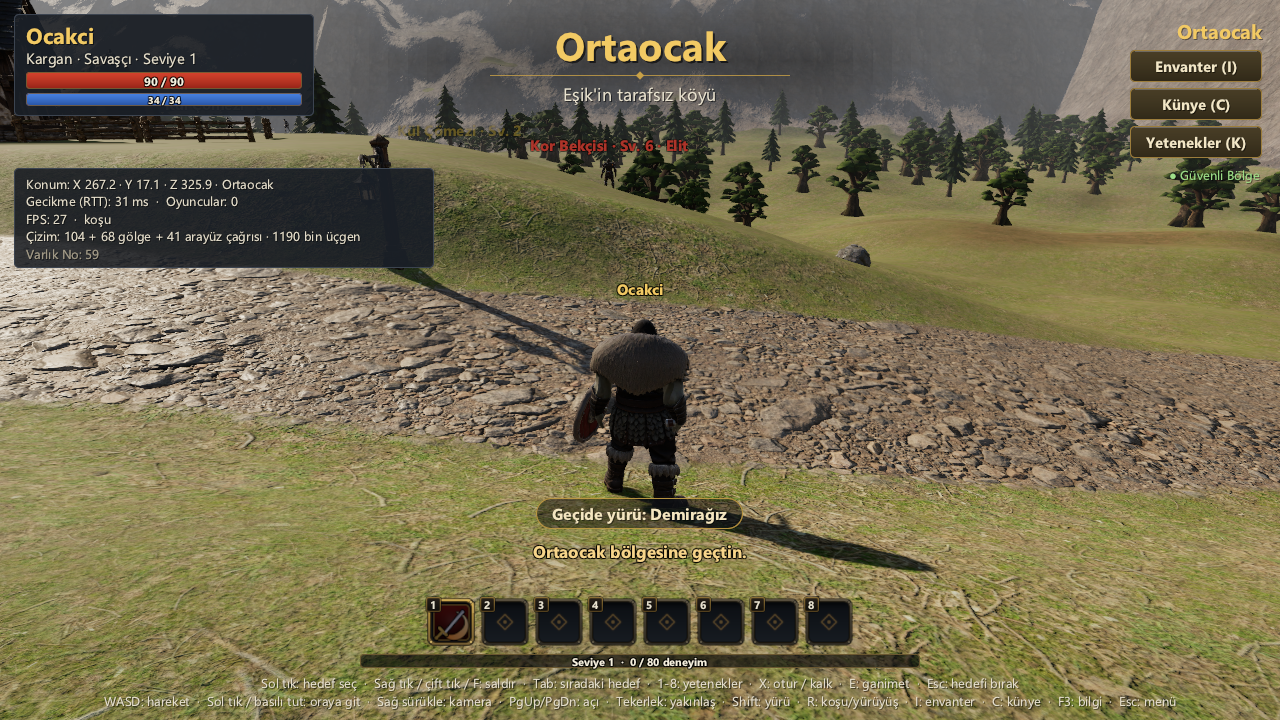 Ocakci
Kargan · Savaşçı · Seviye 1
90 / 90
34 / 34
Ortaocak
Eşik'in tarafsız köyü
Ortaocak
Envanter (I)
Künye (C)
Yetenekler (K)
Güvenli Bölge
Sv. 2
Kor Bekçisi · Sv. 6 · Elit
Konum: X 267.2 · Y 17.1 · Z 325.9 · Ortaocak
Gecikme (RTT): 31 ms · Oyuncular: 0
FPS: 27 · koşu
Çizim: 104 + 68 gölge + 41 arayüz çağrısı · 1190 bin üçgen
Varlık No: 59
Ocakci
Geçide yürü: Demirağız
Ortaocak bölgesine geçtin.
1 2 3 4 5 6 7 8
Seviye 1 · 0 / 80 deneyim
Sol tık: hedef seç · Sağ tık / çift tık / F: saldır · Tab: sıradaki hedef · 1-8: yetenekler · X: otur / kalk · E: ganimet · Esc: hedefi bırak
WASD: hareket · Sol tık / basılı tut: oraya git · Sağ sürükle: kamera · PgUp/PgDn: açı · Tekerlek: yakınlaş · Shift: yürü · R: koşu/yürüyüş · I: envanter · C: künye · F3: bilgi · Esc: menü